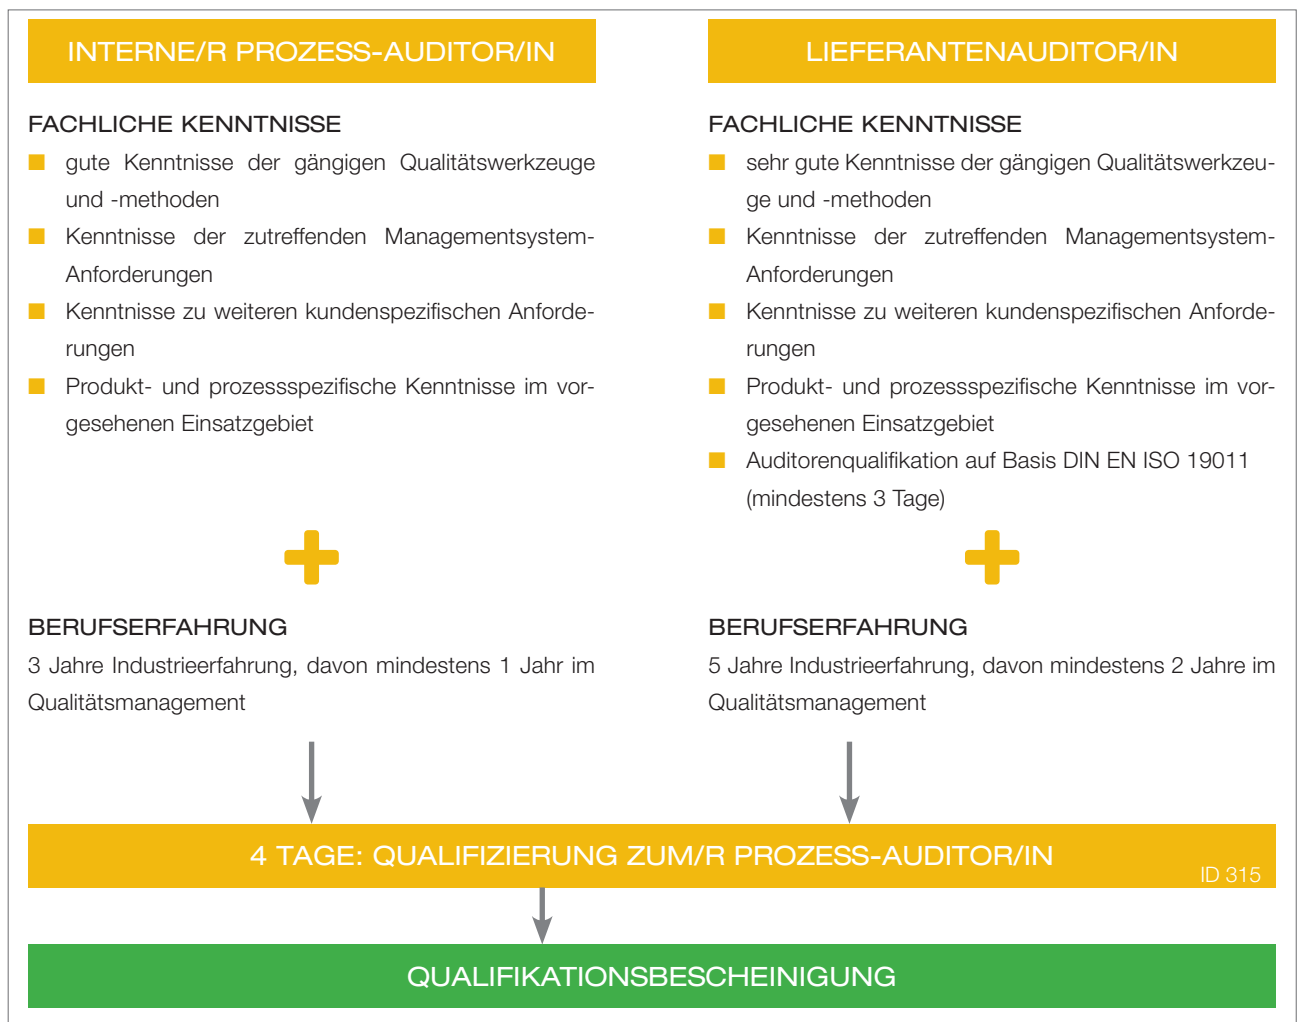 INTERNE/R PROZESS-AUDITOR/IN
FACHLICHE KENNTNISSE
gute Kenntnisse der gängigen Qualitätswerkzeuge
und -methoden
Kenntnisse der zutreffenden Managementsystem-
Anforderungen
Kenntnisse zu weiteren kundenspezifischen Anforde-
rungen
Produkt- und prozessspezifische Kenntnisse im vor-
gesehenen Einsatzgebiet
BERUFSERFAHRUNG
3 Jahre Industrieerfahrung, davon mindestens 1 Jahr im
Qualitätsmanagement
LIEFERANTENAUDITOR/IN
FACHLICHE KENNTNISSE
sehr gute Kenntnisse der gängigen Qualitätswerkzeu-
ge und -methoden
Kenntnisse der zutreffenden Managementsystem-
Anforderungen
Kenntnisse zu weiteren kundenspezifischen Anforde-
rungen
Produkt- und prozessspezifische Kenntnisse im vor-
gesehenen Einsatzgebiet
Auditorenqualifikation auf Basis DIN EN ISO 19011
(mindestens 3 Tage)
BERUFSERFAHRUNG
5 Jahre Industrieerfahrung, davon mindestens 2 Jahre im
Qualitätsmanagement
4 TAGE: QUALIFIZIERUNG ZUM/R PROZESS-AUDITOR/IN
ID 315
QUALIFIKATIONSBESCHEINIGUNG